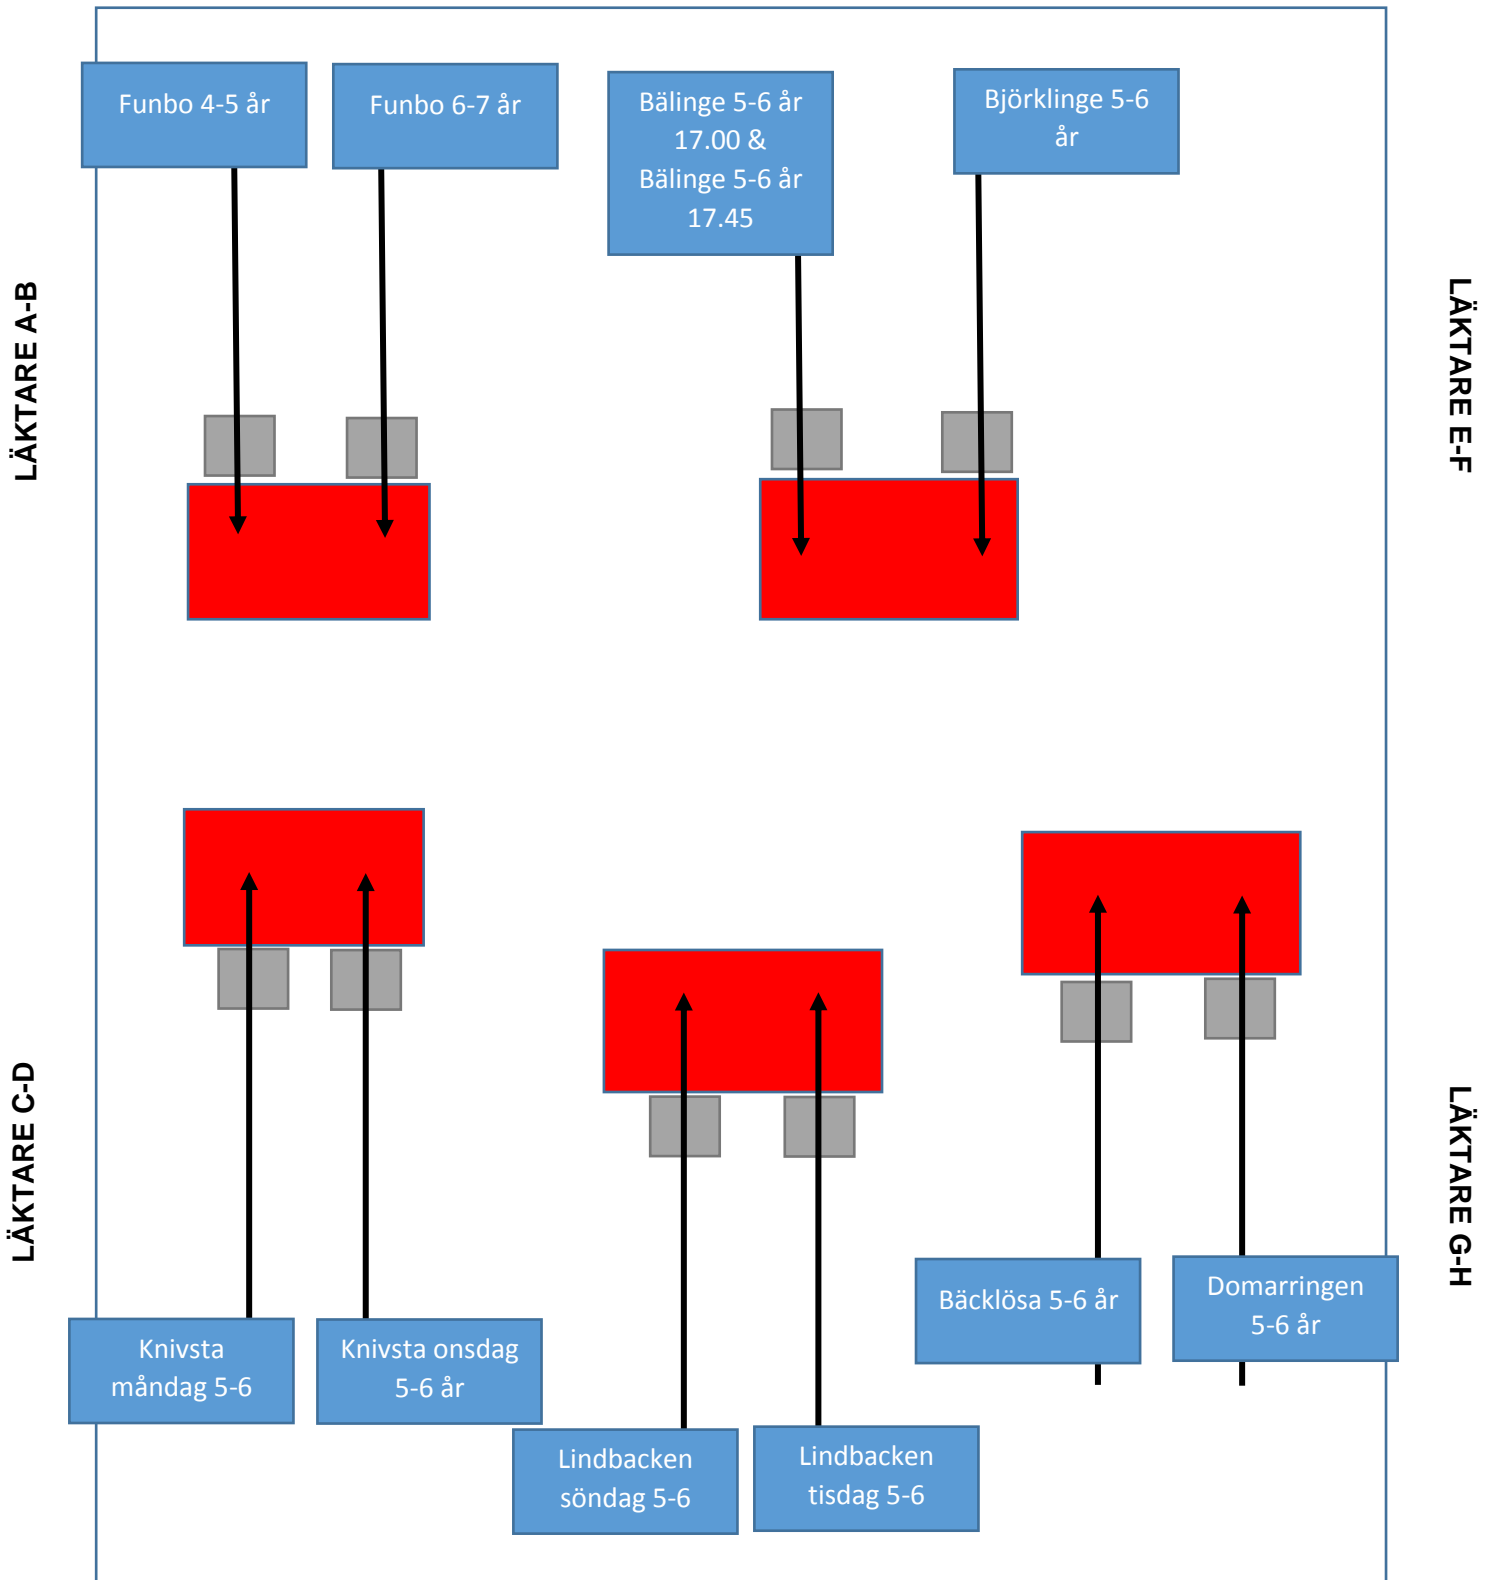 Funbo 4-5 år
Funbo 6-7 år
Bälinge 5-6 år
17.00 &
Bälinge 5-6 år
17.45
Björklinge 5-6
år
LÄKTARE A-B
LÄKTARE E-F
LÄKTARE C-D
LÄKTARE G-H
Knivsta
måndag 5-6
Knivsta onsdag
5-6 år
Lindbacken
söndag 5-6
Lindbacken
tisdag 5-6
Bäcklösa 5-6 år
Domarringen
5-6 år